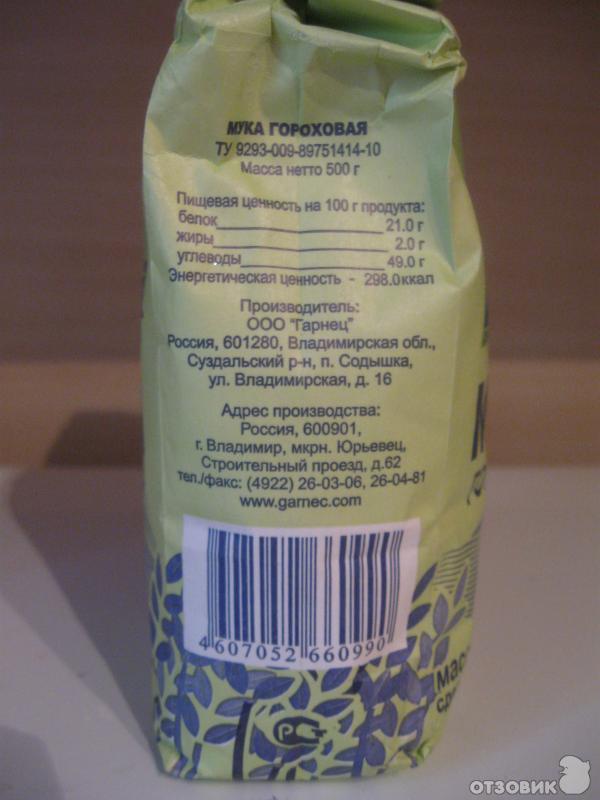 МУКА ГОРОХОВАЯ
ТУ 9293-009-89751414-10
Масса нетто 500 г
Пищевая ценность на 100 г продукта:
белок 21.0 г
жиры 2.0 г
углеводы 49.0 г
Энергетическая ценность - 298.0ккал
Производитель:
ООО "Гарнец"
Россия, 601280, Владимирская обл.,
Суздальский р-н, п. Содышка,
ул. Владимирская, д. 16
Адрес производства:
Россия, 600901,
г. Владимир, мкрн. Юрьевец,
Строительный проезд, д.62
тел./факс: (4922) 26-03-06, 26-04-81
www.garnec.com
4 607052 660990
РСТ
ОТЗОВИК